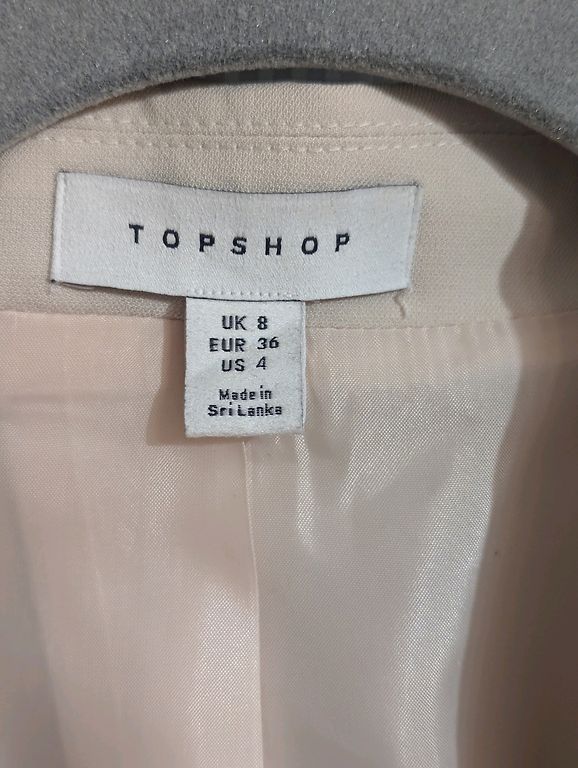 TOPSHOP
UK 8
EUR 36
US 4
Made in
Sri Lanka